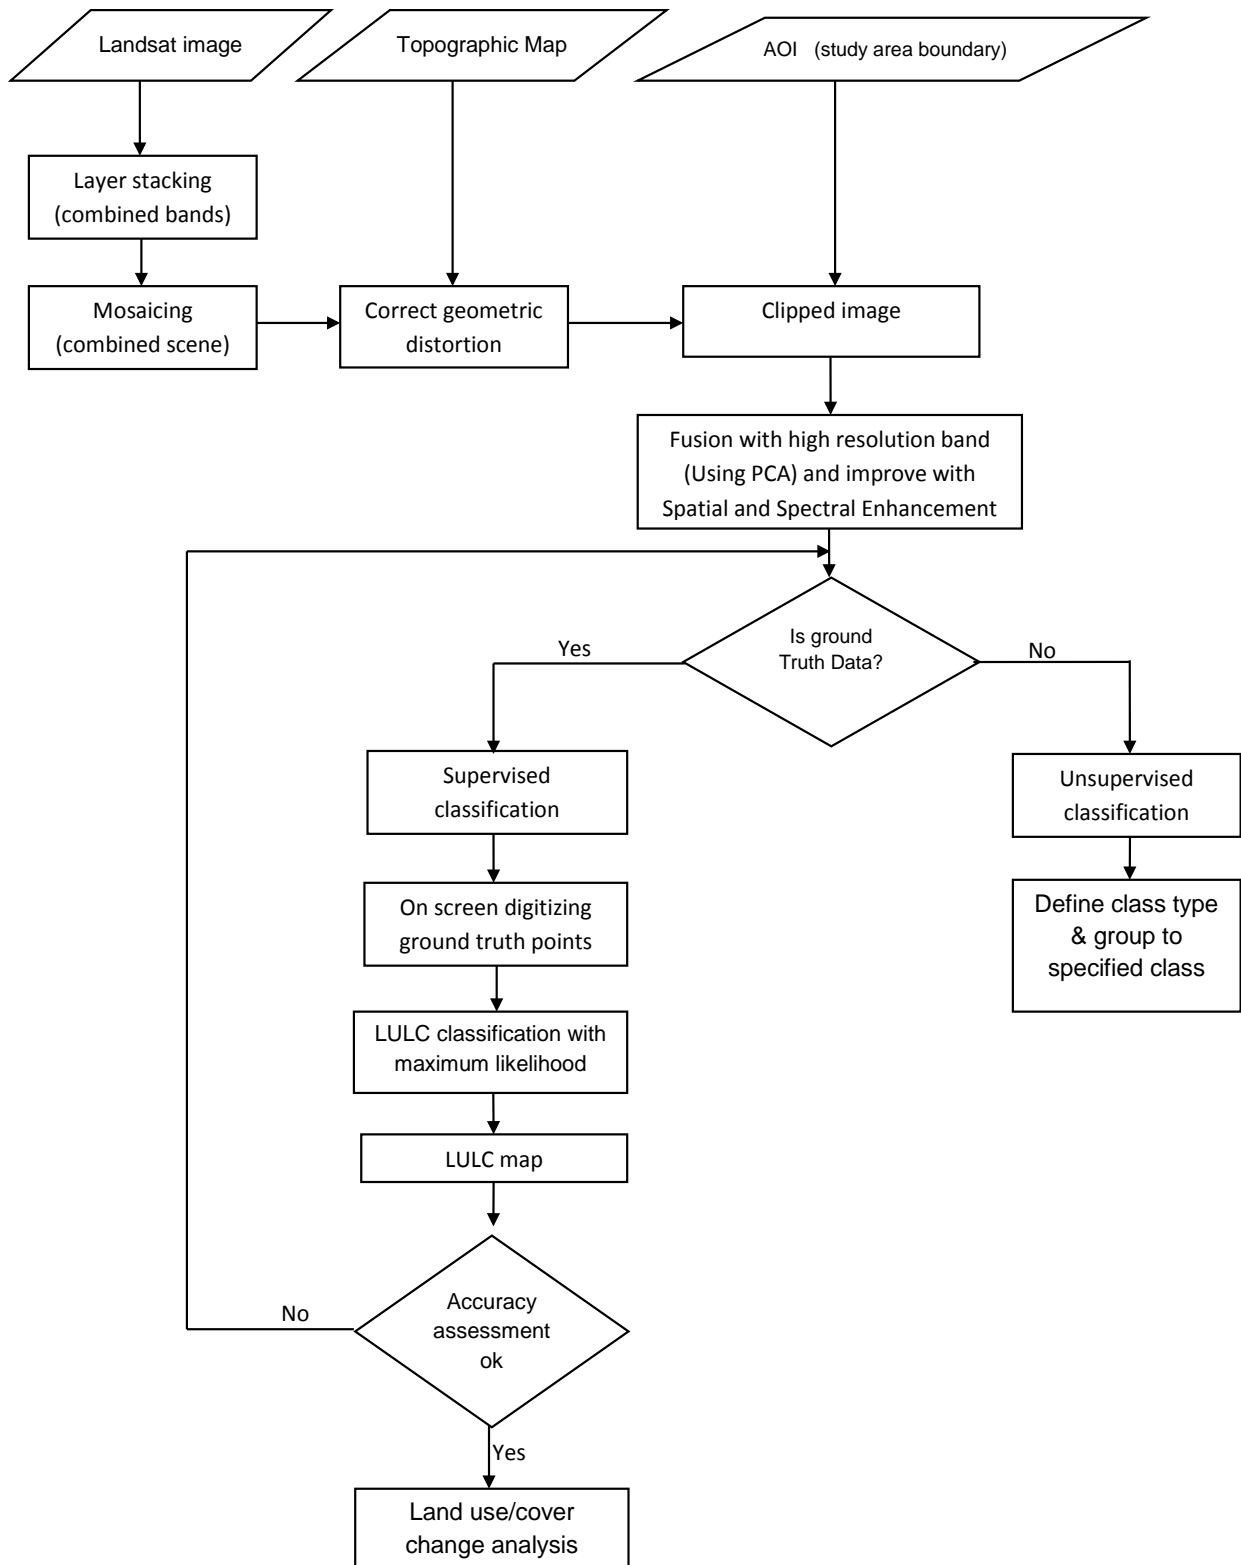 Landsat image
Topographic Map
AOI (study area boundary)
Layer stacking
(combined bands)
Mosaicing
(combined scene)
Correct geometric
distortion
Clipped image
Fusion with high resolution band
(Using PCA) and improve with
Spatial and Spectral Enhancement
Is ground
Truth Data?
Yes
No
Supervised
classification
Unsupervised
classification
On screen digitizing
ground truth points
Define class type
& group to
specified class
LULC classification with
maximum likelihood
LULC map
Accuracy
assessment
ok
No
Yes
Land use/cover
change analysis